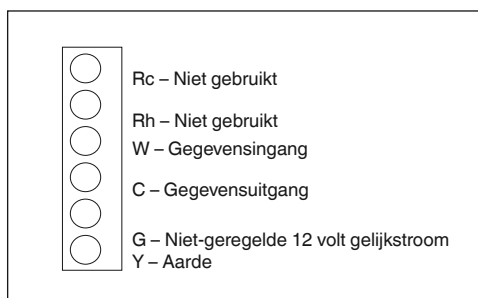 Rc – Niet gebruikt
Rh – Niet gebruikt
W – Gegevensingang
C – Gegevensuitgang
G – Niet-geregelde 12 volt gelijkstroom
Y – Aarde